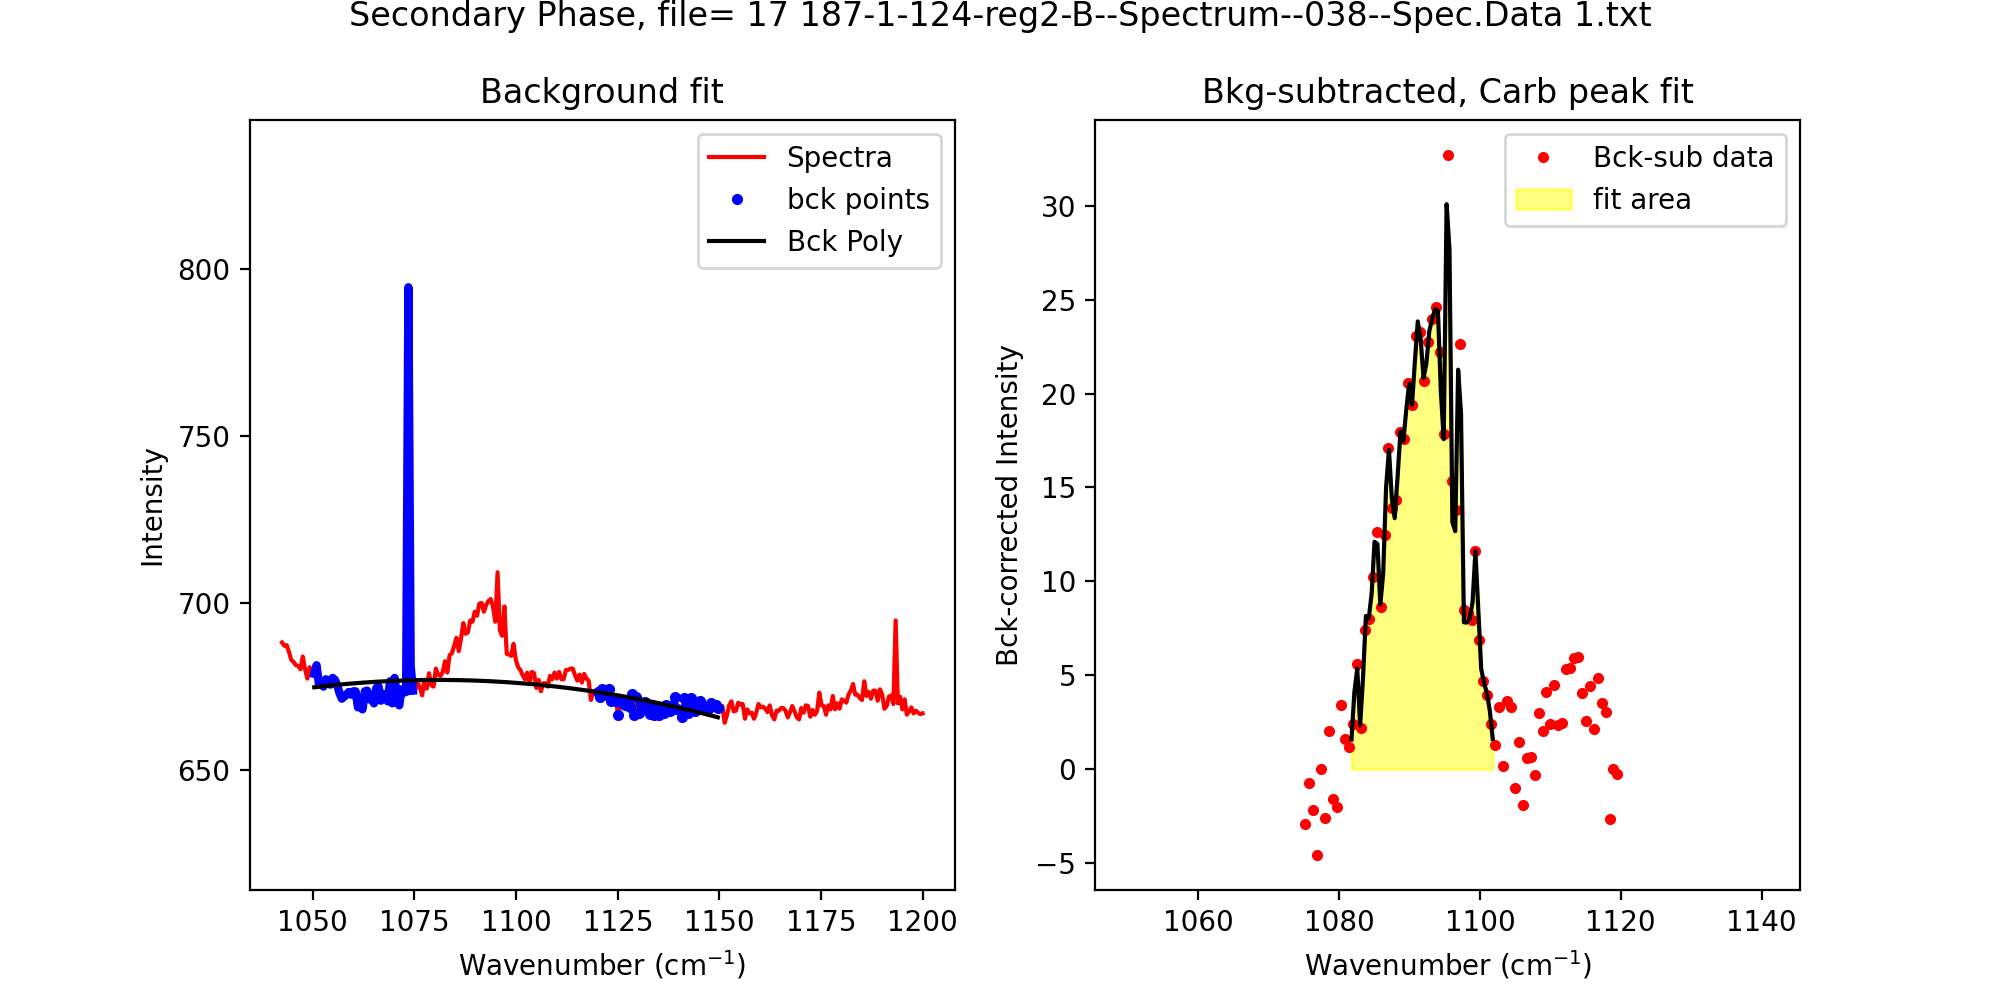 Secondary Phase, file= 17 187-1-124-reg2-B--Spectrum--038--Spec.Data 1.txt
Background fit
Spectra
bck points
Bck Poly
Intensity
800
750
700
650
1050 1075 1100 1125 1150 1175 1200
Wavenumber (cm⁻¹)
Bkg-subtracted, Carb peak fit
Bck-sub data
fit area
Bck-corrected Intensity
30
25
20
15
10
5
0
−5
1060 1080 1100 1120 1140
Wavenumber (cm⁻¹)